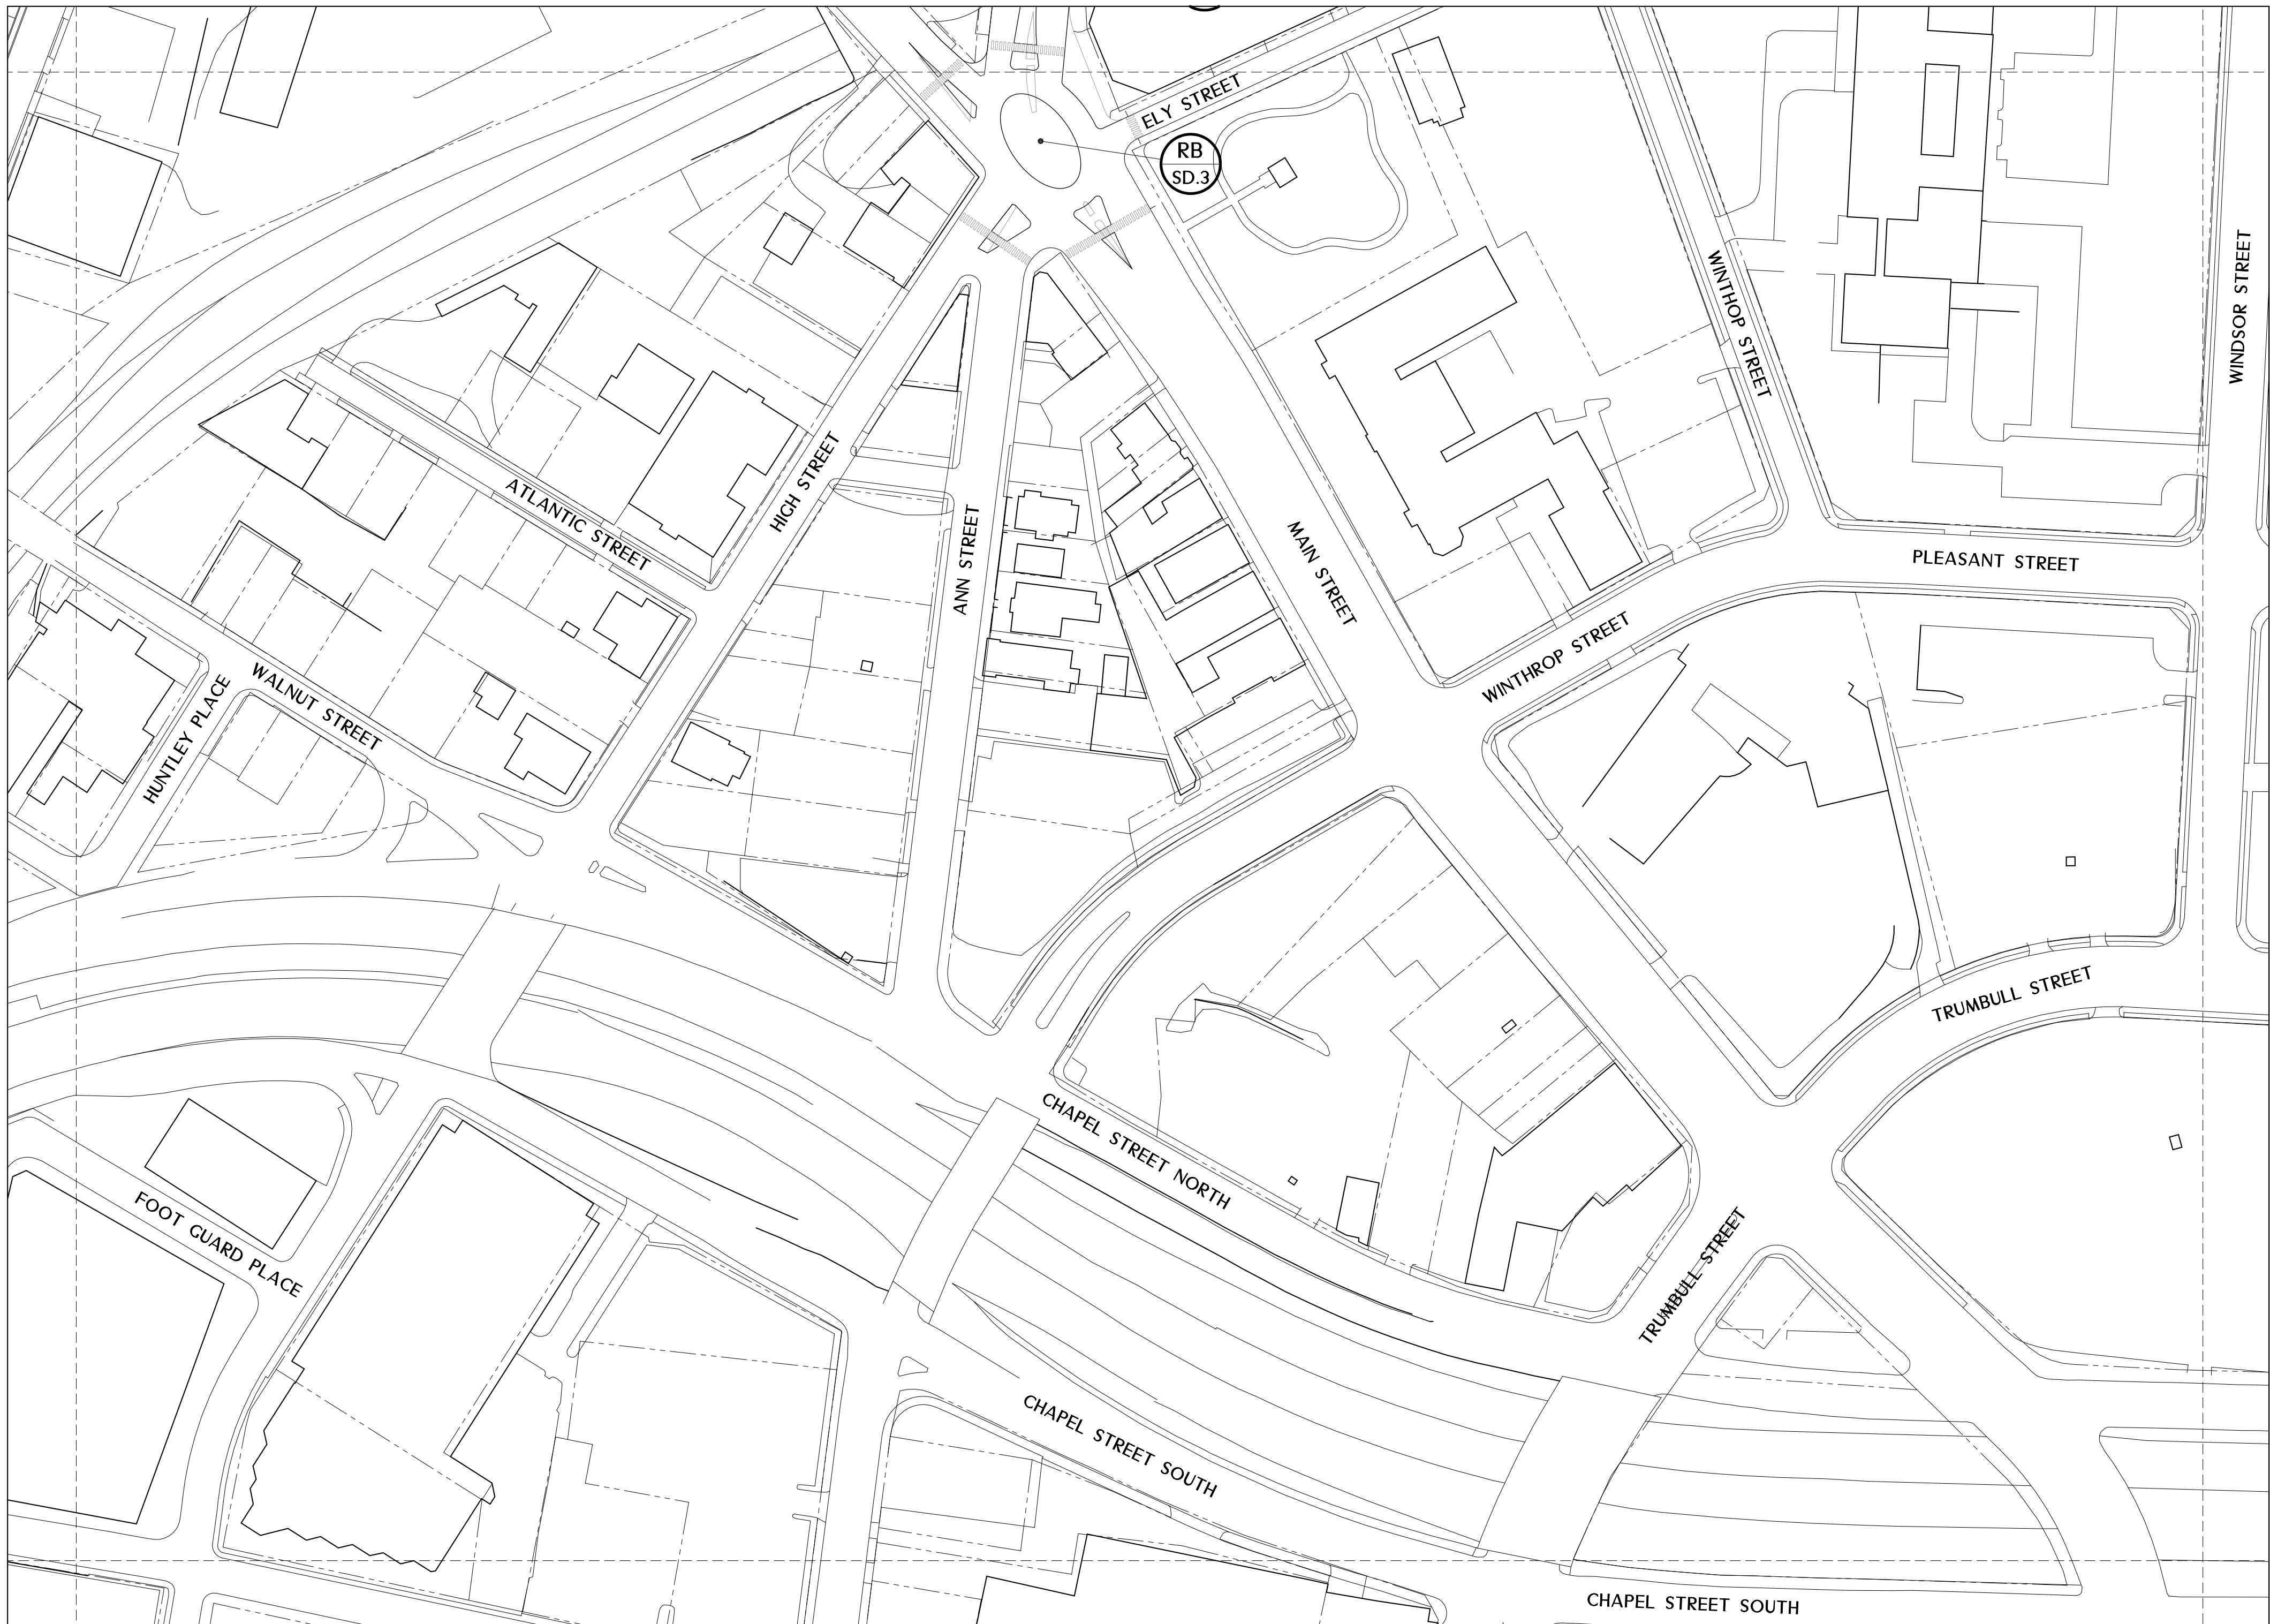 ELY STREET
RB
SD.3
WINTHOP STREET
WINDSOR STREET
HIGH STREET
ATLANTIC STREET
ANN STREET
MAIN STREET
PLEASANT STREET
WINTHROP STREET
WALNUT STREET
HUNTLEY PLACE
TRUMBULL STREET
CHAPEL STREET NORTH
FOOT GUARD PLACE
TRUMBULL STREET
CHAPEL STREET SOUTH
CHAPEL STREET SOUTH